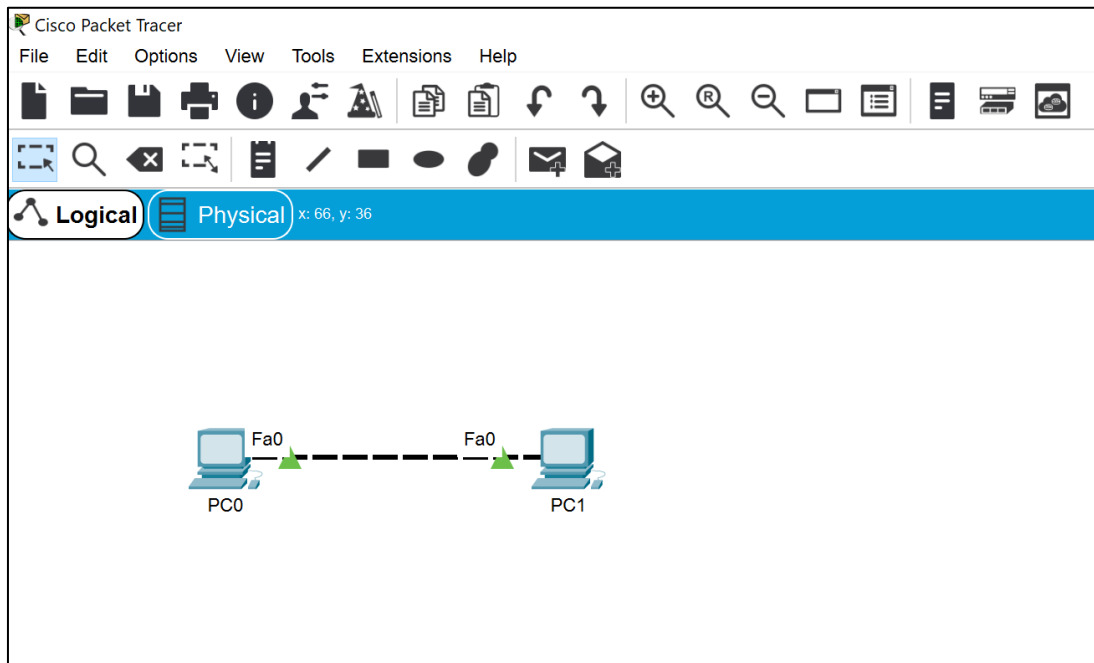 Cisco Packet Tracer
File Edit Options View Tools Extensions Help
Logical Physical x: 66, y: 36
Fa0 Fa0
PC0 PC1